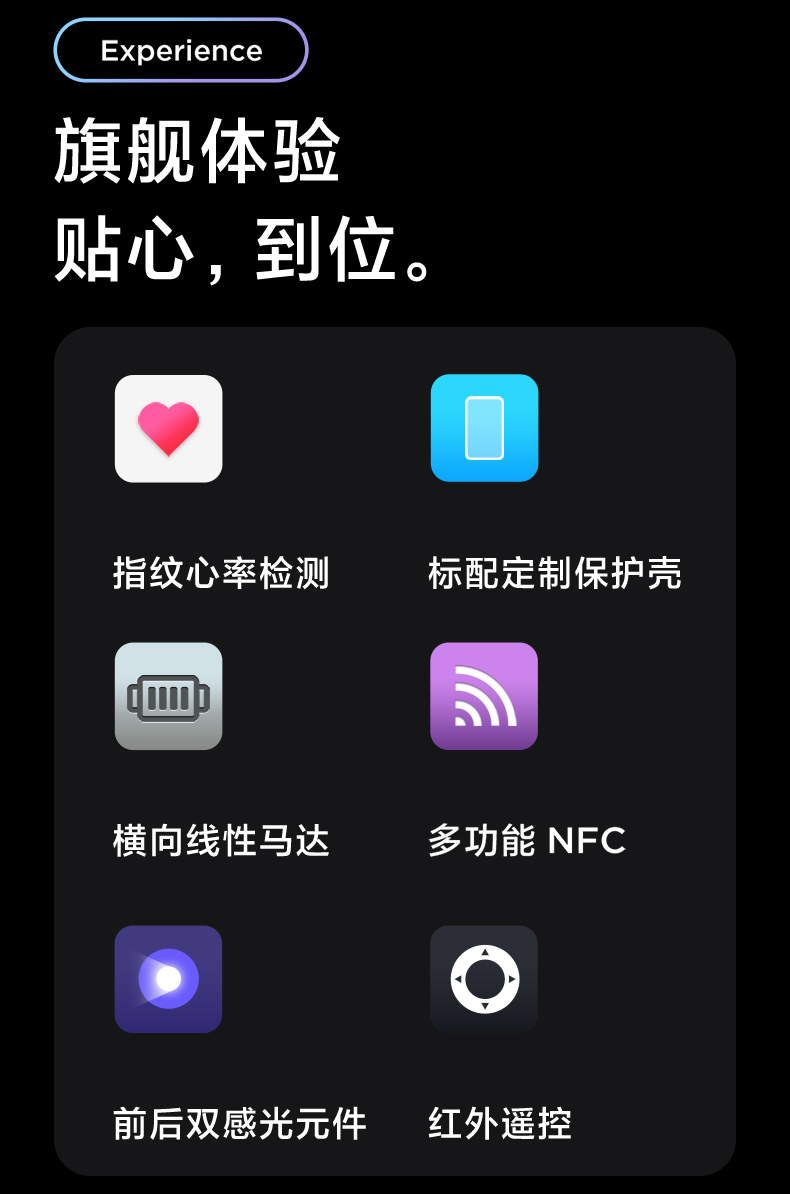 Experience
旗舰体验
贴心，到位。
指纹心率检测
标配定制保护壳
横向线性马达
多功能 NFC
前后双感光元件
红外遥控